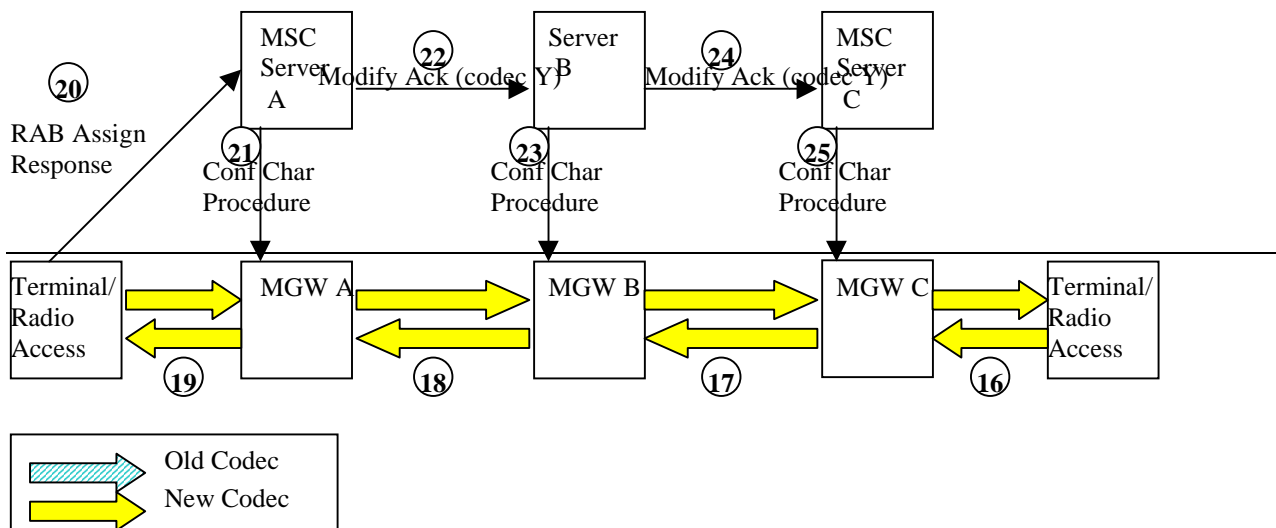 MSC
Server
A
22
Server
B
24
MSC
Server
C
20
Modify Ack (codec Y)
Modify Ack (codec Y)
RAB Assign
Response
21
23
25
Conf Char
Procedure
Conf Char
Procedure
Conf Char
Procedure
Terminal/
Radio
Access
MGW A
MGW B
MGW C
Terminal/
Radio
Access
19
18
17
16
Old Codec
New Codec